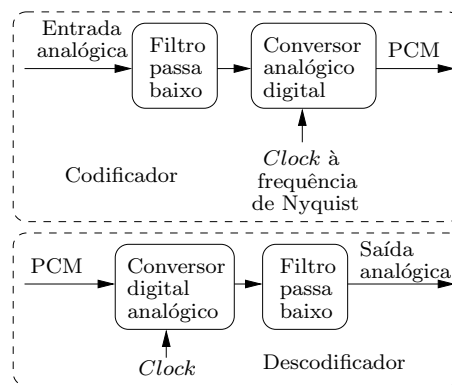 Entrada
analógica
Filtro
passa
baixo
Conversor
analógico
digital
PCM
Clock à
frequência
de Nyquist
Codificador
PCM
Conversor
digital
analógico
Filtro
passa
baixo
Saída
analógica
Clock
Descodificador